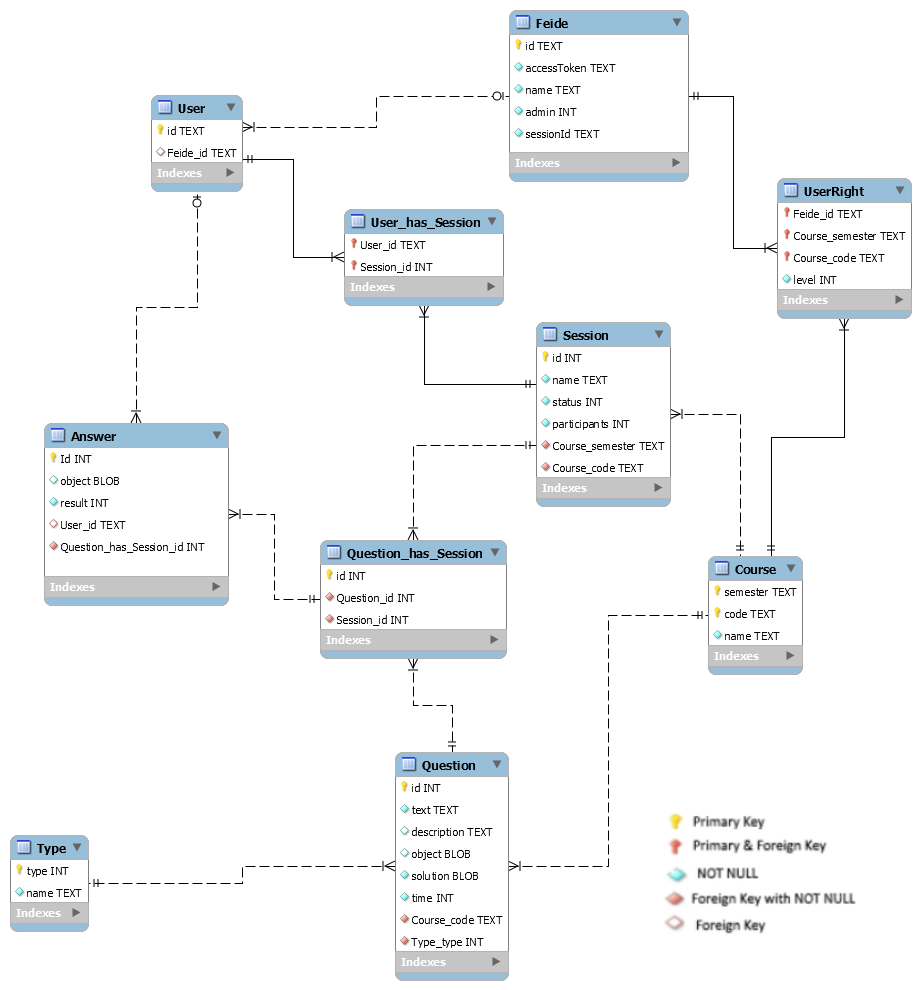 Feide
id TEXT
accessToken TEXT
name TEXT
admin INT
sessionId TEXT
Indexes
User
id TEXT
Feide_id TEXT
Indexes
UserRight
Feide_id TEXT
Course_semester TEXT
Course_code TEXT
level INT
Indexes
User_has_Session
User_id TEXT
Session_id INT
Indexes
Session
id INT
name TEXT
status INT
participants INT
Course_semester TEXT
Course_code TEXT
Indexes
Answer
Id INT
object BLOB
result INT
User_id TEXT
Question_has_Session_id INT
Indexes
Question_has_Session
id INT
Question_id INT
Session_id INT
Indexes
Course
semester TEXT
code TEXT
name TEXT
Indexes
Question
id INT
text TEXT
description TEXT
object BLOB
solution BLOB
time INT
Course_code TEXT
Type_type INT
Indexes
Type
type INT
name TEXT
Indexes
Primary Key
Primary & Foreign Key
NOT NULL
Foreign Key with NOT NULL
Foreign Key